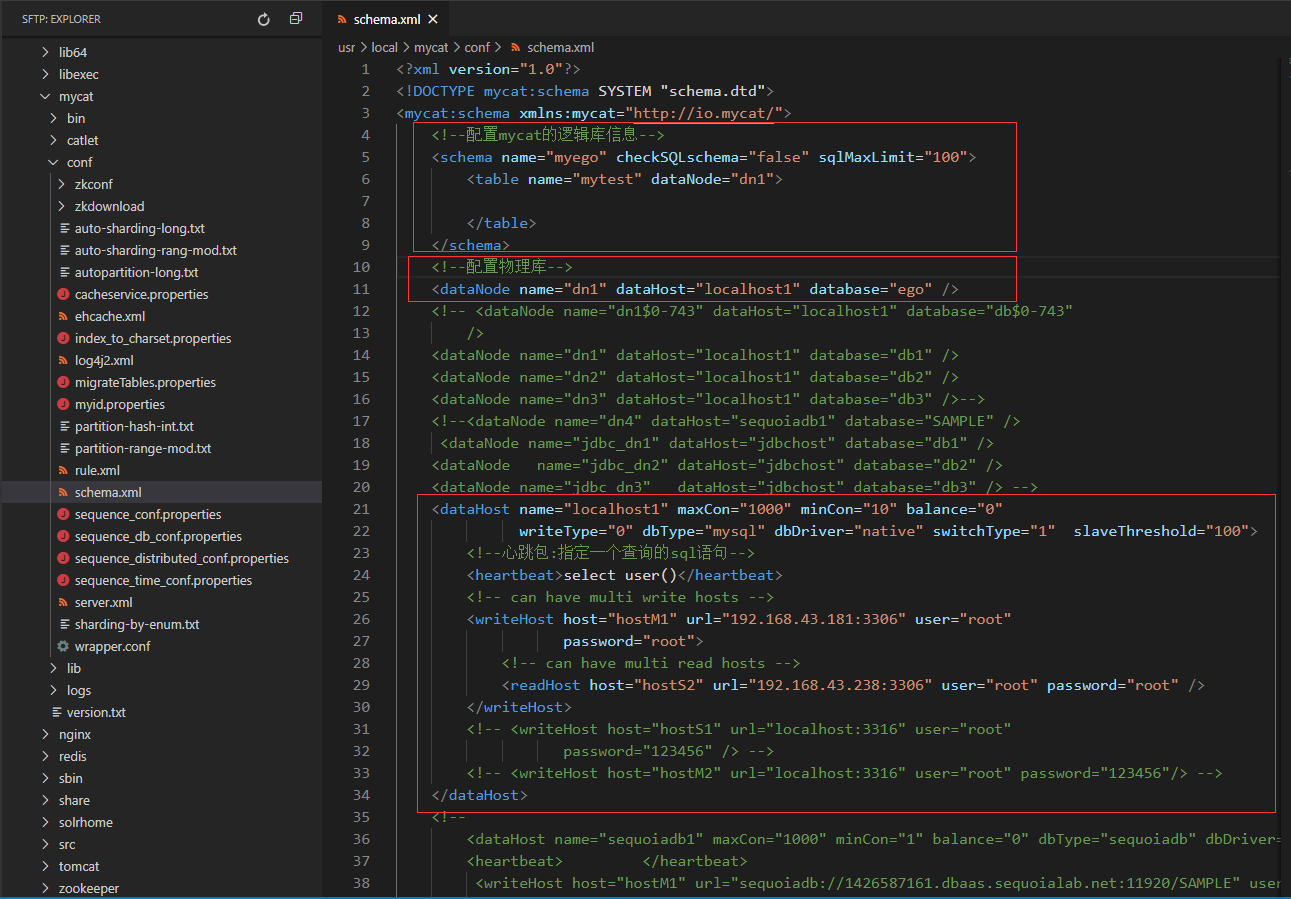 SFTP: EXPLORER
lib64
libexec
mycat
bin
catlet
conf
zkconf
zkdownload
auto-sharding-long.txt
auto-sharding-rang-mod.txt
autopartition-long.txt
cacheservice.properties
ehcache.xml
index_to_charset.properties
log4j2.xml
migrateTables.properties
myid.properties
partition-hash-int.txt
partition-range-mod.txt
rule.xml
schema.xml
sequence_conf.properties
sequence_db_conf.properties
sequence_distributed_conf.properties
sequence_time_conf.properties
server.xml
sharding-by-enum.txt
wrapper.conf
lib
logs
version.txt
nginx
redis
sbin
share
solrhome
src
tomcat
zookeeper
schema.xml
usr > local > mycat > conf > schema.xml
1 <?xml version="1.0"?>
2 <!DOCTYPE mycat:schema SYSTEM "schema.dtd">
3 <mycat:schema xmlns:mycat="http://io.mycat/">
4 <!--配置mycat的逻辑库信息-->
5 <schema name="myego" checkSQLschema="false" sqlMaxLimit="100">
6 <table name="mytest" dataNode="dn1">
7
8 </table>
9 </schema>
10 <!--配置物理库-->
11 <dataNode name="dn1" dataHost="localhost1" database="ego" />
12 <!-- <dataNode name="dn1$0-743" dataHost="localhost1" database="db$0-743"
13 />
14 <dataNode name="dn1" dataHost="localhost1" database="db1" />
15 <dataNode name="dn2" dataHost="localhost1" database="db2" />
16 <dataNode name="dn3" dataHost="localhost1" database="db3" />-->
17 <!--<dataNode name="dn4" dataHost="sequoiadb1" database="SAMPLE" />
18 <dataNode name="jdbc_dn1" dataHost="jdbchost" database="db1" />
19 <dataNode name="jdbc_dn2" dataHost="jdbchost" database="db2" />
20 <dataNode name="jdbc_dn3" dataHost="jdbchost" database="db3" /> -->
21 <dataHost name="localhost1" maxCon="1000" minCon="10" balance="0"
22 writeType="0" dbType="mysql" dbDriver="native" switchType="1" slaveThreshold="100">
23 <!--心跳包:指定一个查询的sql语句-->
24 <heartbeat>select user()</heartbeat>
25 <!-- can have multi write hosts -->
26 <writeHost host="hostM1" url="192.168.43.181:3306" user="root"
27 password="root">
28 <!-- can have multi read hosts -->
29 <readHost host="hostS2" url="192.168.43.238:3306" user="root" password="root" />
30 </writeHost>
31 <!-- <writeHost host="hostS1" url="localhost:3316" user="root"
32 password="123456" /> -->
33 <!-- <writeHost host="hostM2" url="localhost:3316" user="root" password="123456"/> -->
34 </dataHost>
35 <!--
36 <dataHost name="sequoiadb1" maxCon="1000" minCon="1" balance="0" dbType="sequoiadb" dbDriver=
37 <heartbeat> </heartbeat>
38 <writeHost host="hostM1" url="sequoiadb://1426587161.dbaas.sequoialab.net:11920/SAMPLE" user